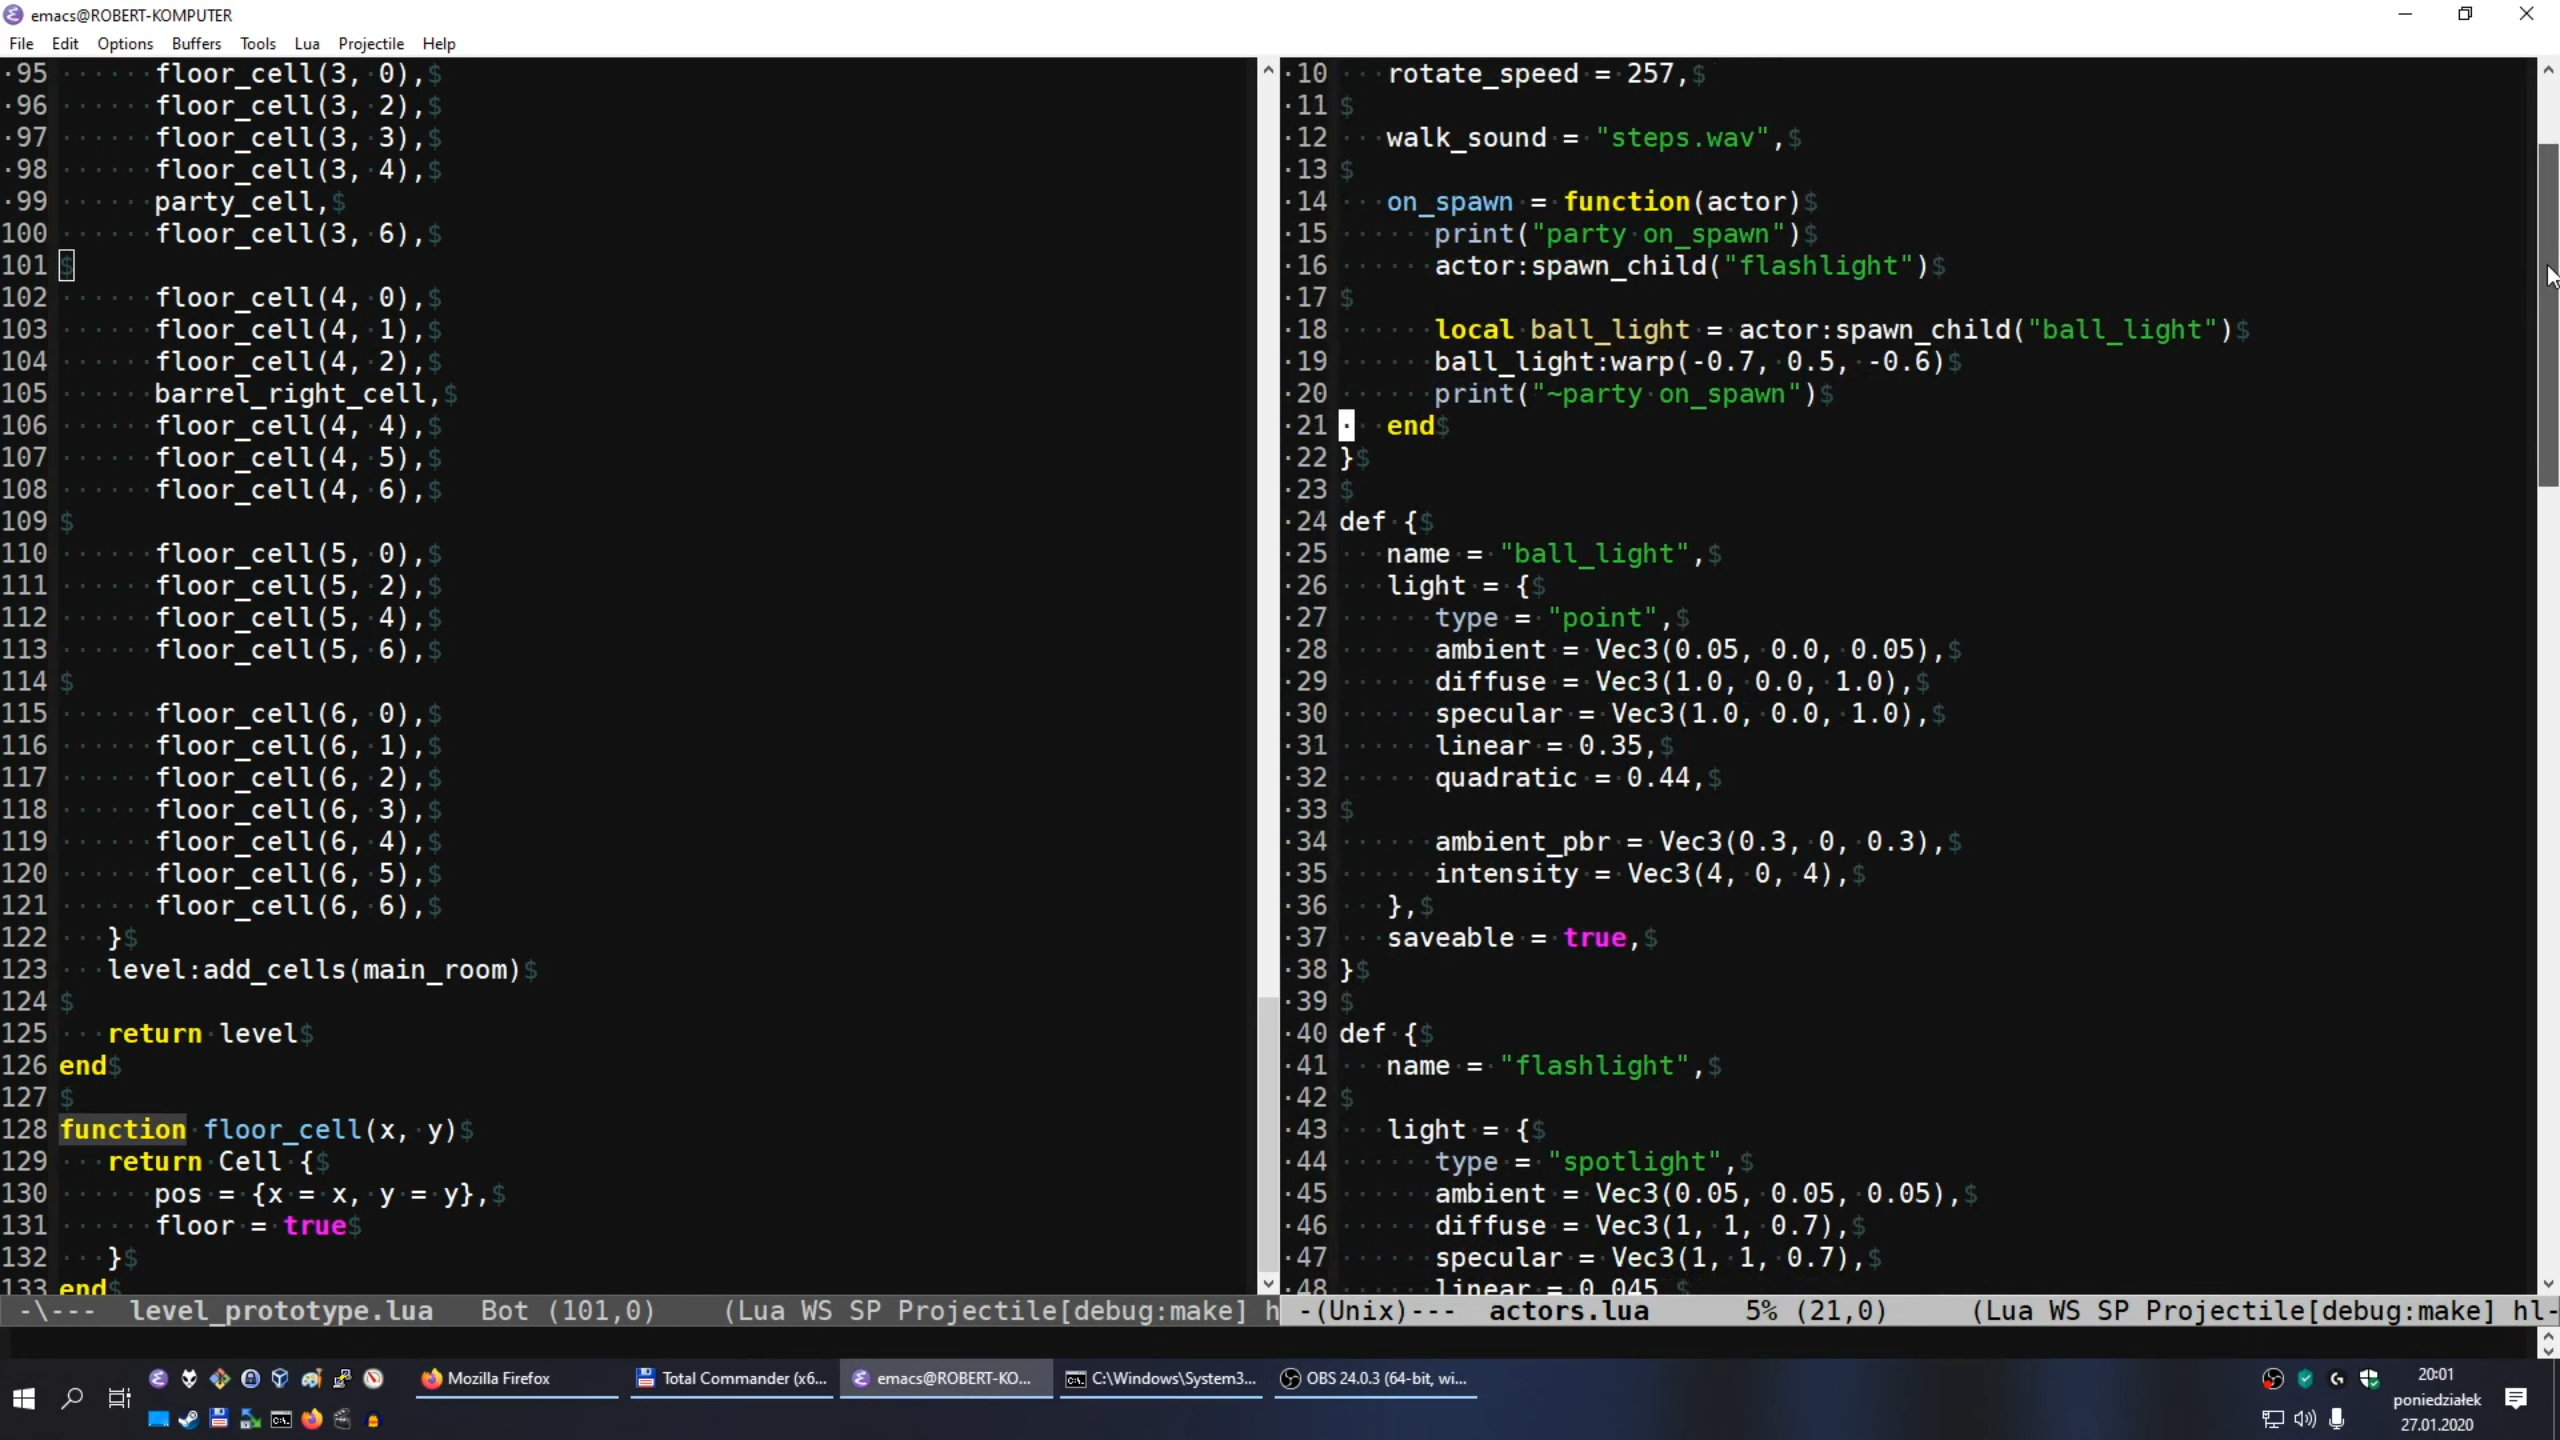 emacs@ROBERT-KOMPUTER
File Edit Options Buffers Tools Lua Projectile Help
·95 ······floor_cell(3,·0),$
·96 ······floor_cell(3,·2),$
·97 ······floor_cell(3,·3),$
·98 ······floor_cell(3,·4),$
·99 ······party_cell,$
100 ······floor_cell(3,·6),$
101 $
102 ······floor_cell(4,·0),$
103 ······floor_cell(4,·1),$
104 ······floor_cell(4,·2),$
105 ······barrel_right_cell,$
106 ······floor_cell(4,·4),$
107 ······floor_cell(4,·5),$
108 ······floor_cell(4,·6),$
109 $
110 ······floor_cell(5,·0),$
111 ······floor_cell(5,·2),$
112 ······floor_cell(5,·4),$
113 ······floor_cell(5,·6),$
114 $
115 ······floor_cell(6,·0),$
116 ······floor_cell(6,·1),$
117 ······floor_cell(6,·2),$
118 ······floor_cell(6,·3),$
119 ······floor_cell(6,·4),$
120 ······floor_cell(6,·5),$
121 ······floor_cell(6,·6),$
122 ···}$
123 ···level:add_cells(main_room)$
124 $
125 ···return·level$
126 end$
127 $
128 function·floor_cell(x,·y)$
129 ···return·Cell·{$
130 ······pos·=·{x·=·x,·y·=·y},$
131 ······floor·=·true$
132 ···}$
133 end$
-\--- level_prototype.lua Bot (101,0) (Lua WS SP Projectile[debug:make] h
·10 ···rotate_speed·=·257,$
·11 $
·12 ···walk_sound·=·"steps.wav",$
·13 $
·14 ···on_spawn·=·function(actor)$
·15 ······print("party·on_spawn")$
·16 ······actor:spawn_child("flashlight")$
·17 $
·18 ······local·ball_light·=·actor:spawn_child("ball_light")$
·19 ······ball_light:warp(-0.7,·0.5,·-0.6)$
·20 ······print("~party·on_spawn")$
·21 ···end$
·22 }$
·23 $
·24 def·{$
·25 ···name·=·"ball_light",$
·26 ···light·=·{$
·27 ······type·=·"point",$
·28 ······ambient·=·Vec3(0.05,·0.0,·0.05),$
·29 ······diffuse·=·Vec3(1.0,·0.0,·1.0),$
·30 ······specular·=·Vec3(1.0,·0.0,·1.0),$
·31 ······linear·=·0.35,$
·32 ······quadratic·=·0.44,$
·33 $
·34 ······ambient_pbr·=·Vec3(0.3,·0,·0.3),$
·35 ······intensity·=·Vec3(4,·0,·4),$
·36 ···},$
·37 ···saveable·=·true,$
·38 }$
·39 $
·40 def·{$
·41 ···name·=·"flashlight",$
·42 $
·43 ···light·=·{$
·44 ······type·=·"spotlight",$
·45 ······ambient·=·Vec3(0.05,·0.05,·0.05),$
·46 ······diffuse·=·Vec3(1,·1,·0.7),$
·47 ······specular·=·Vec3(1,·1,·0.7),$
·48 ······linear·=·0.045,$
-(Unix)--- actors.lua 5% (21,0) (Lua WS SP Projectile[debug:make] hl-
Mozilla Firefox
Total Commander (x6...
emacs@ROBERT-KO...
C:\Windows\System3...
OBS 24.0.3 (64-bit, wi...
20:01
poniedziałek
27.01.2020